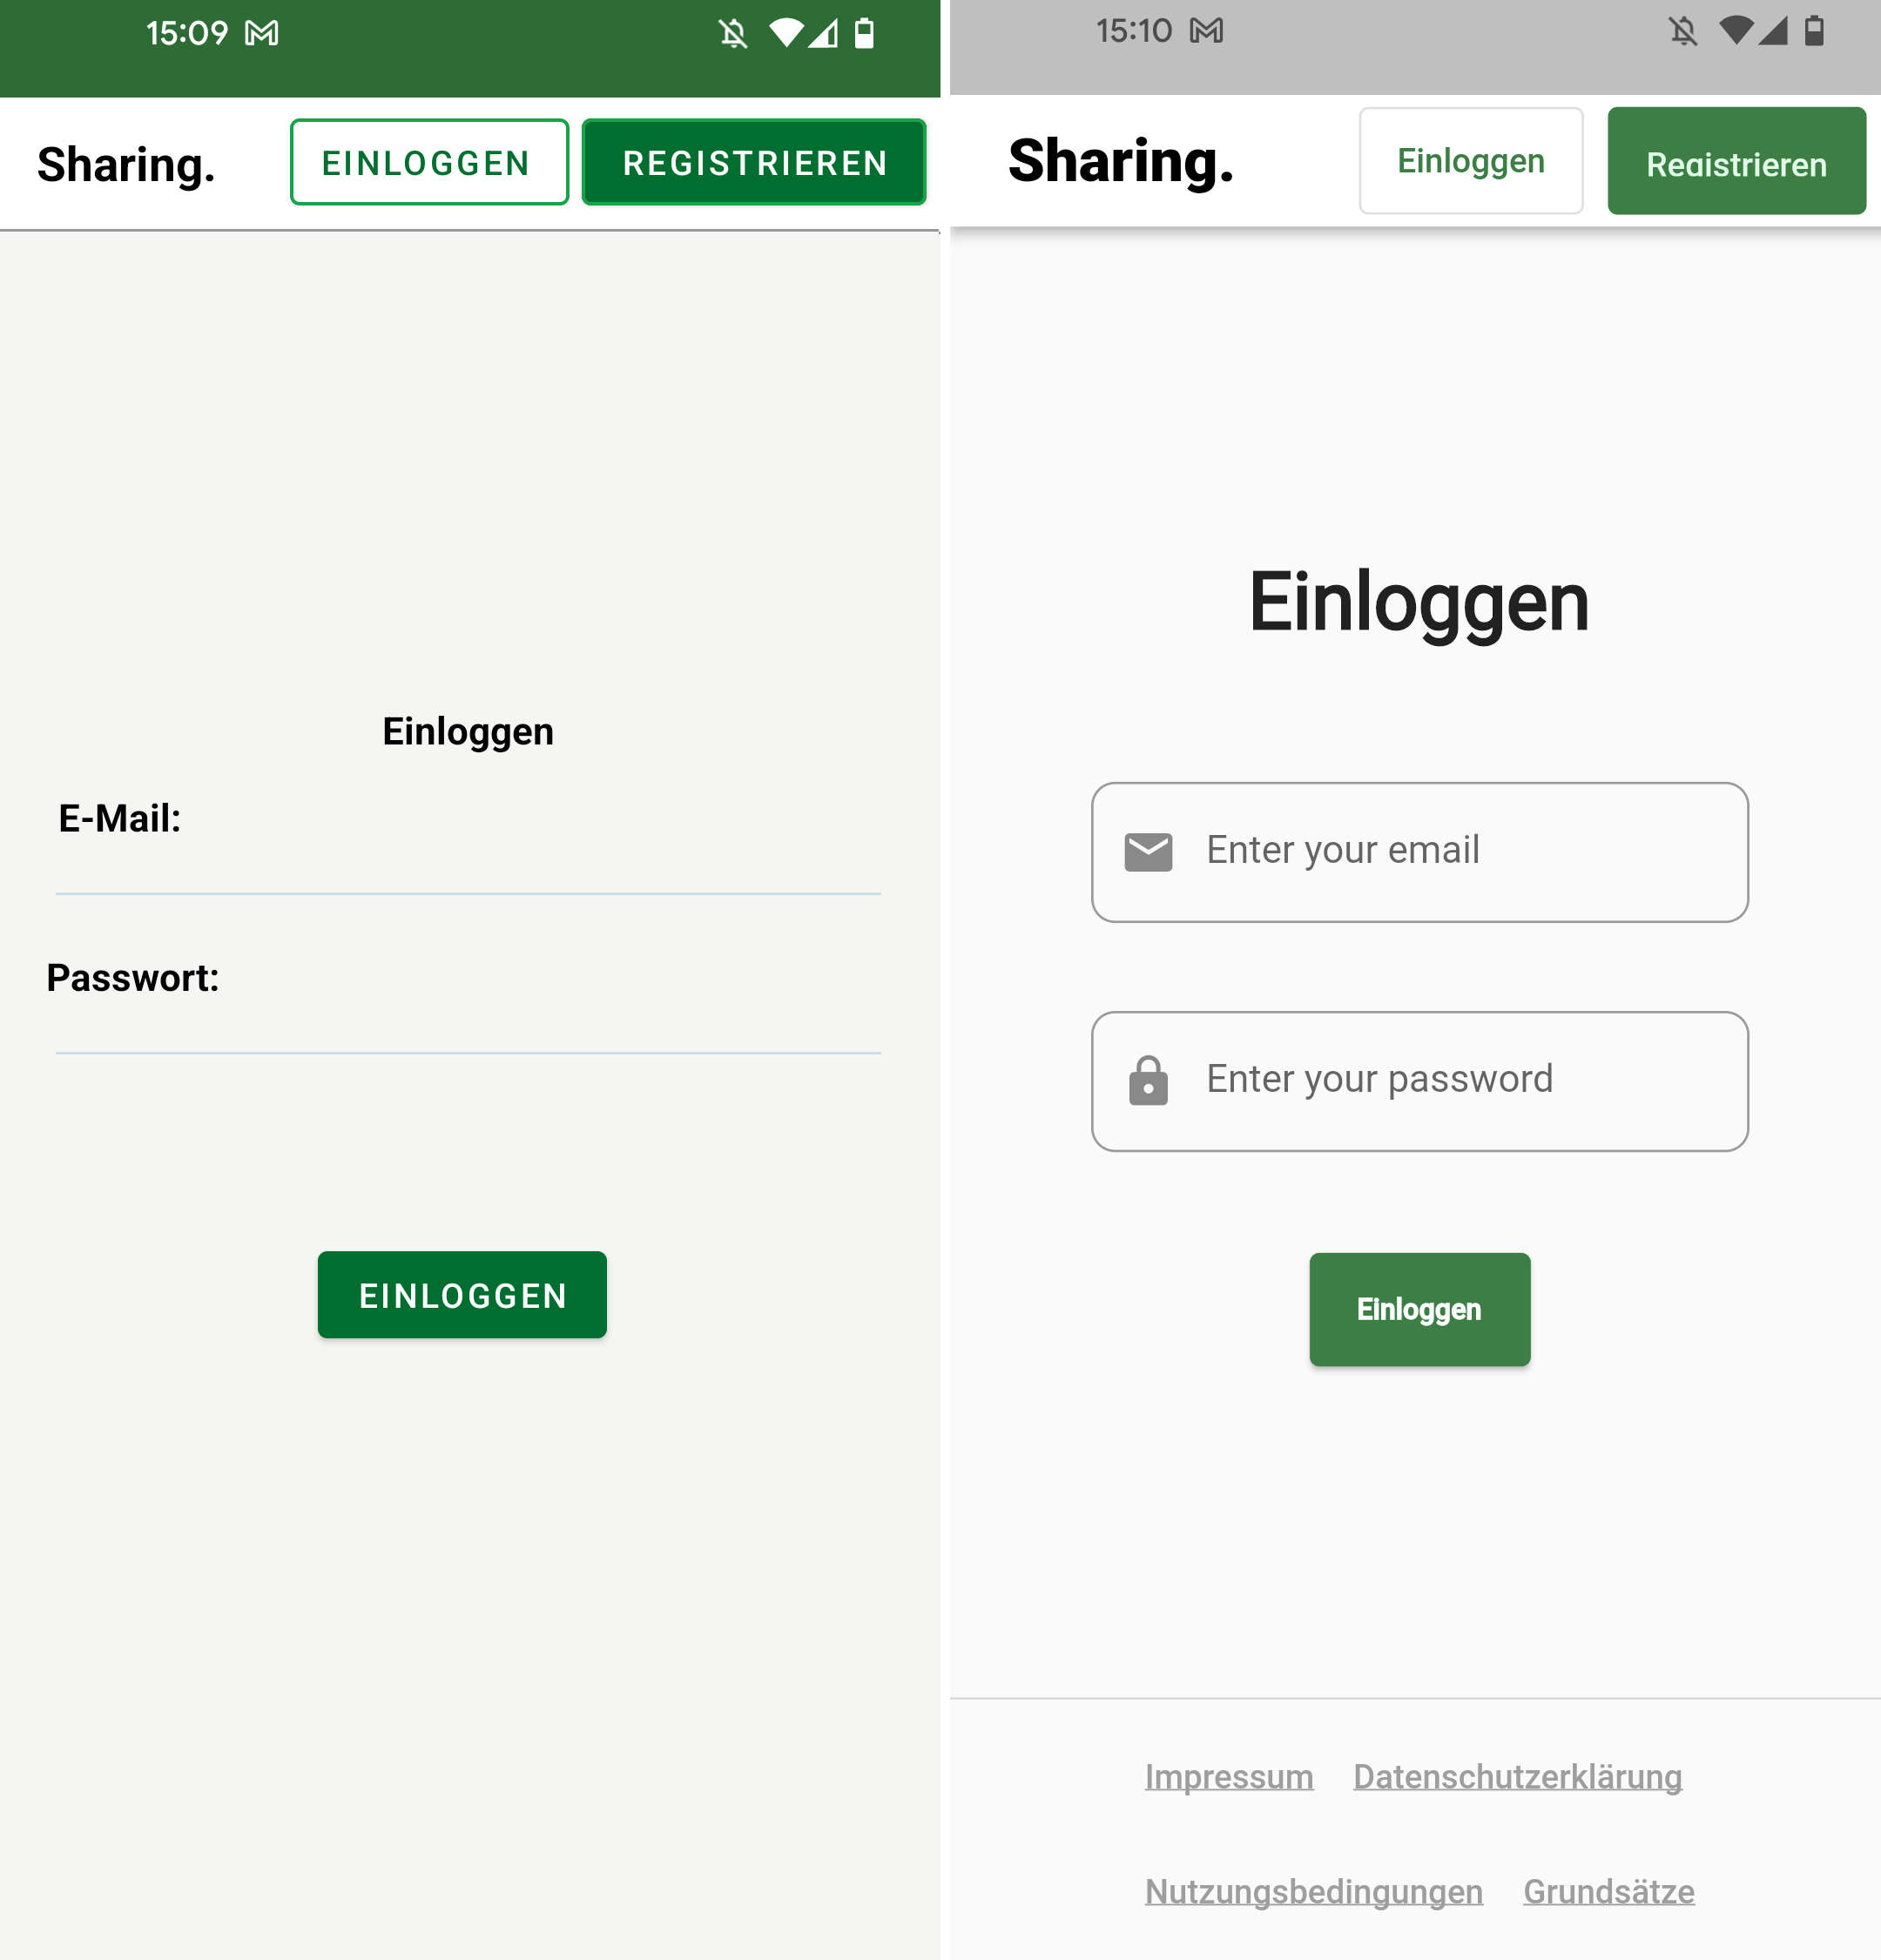 15:09
Sharing. EINLOGGEN REGISTRIEREN
Einloggen
E-Mail:
Passwort:
EINLOGGEN
15:10
Sharing. Einloggen Registrieren
Einloggen
Enter your email
Enter your password
Einloggen
Impressum Datenschutzerklärung
Nutzungsbedingungen Grundsätze